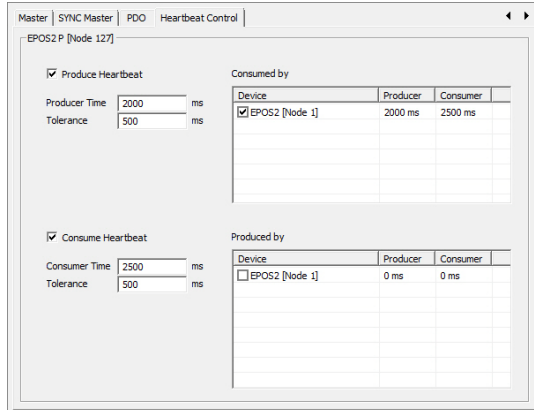 Master SYNC Master PDO Heartbeat Control
EPOS2 P [Node 127]
Produce Heartbeat
Consumed by
Producer Time 2000 ms
Tolerance 500 ms
Device Producer Consumer
EPOS2 [Node 1] 2000 ms 2500 ms
Consume Heartbeat
Produced by
Consumer Time 2500 ms
Tolerance 500 ms
Device Producer Consumer
EPOS2 [Node 1] 0 ms 0 ms